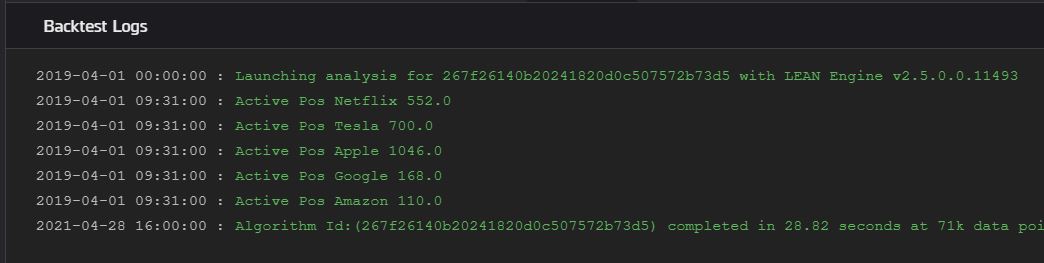 Backtest Logs
2019-04-01 00:00:00 : Launching analysis for 267f26140b20241820d0c507572b73d5 with LEAN Engine v2.5.0.0.11493
2019-04-01 09:31:00 : Active Pos Netflix 552.0
2019-04-01 09:31:00 : Active Pos Tesla 700.0
2019-04-01 09:31:00 : Active Pos Apple 1046.0
2019-04-01 09:31:00 : Active Pos Google 168.0
2019-04-01 09:31:00 : Active Pos Amazon 110.0
2021-04-28 16:00:00 : Algorithm Id:(267f26140b20241820d0c507572b73d5) completed in 28.82 seconds at 71k data poi